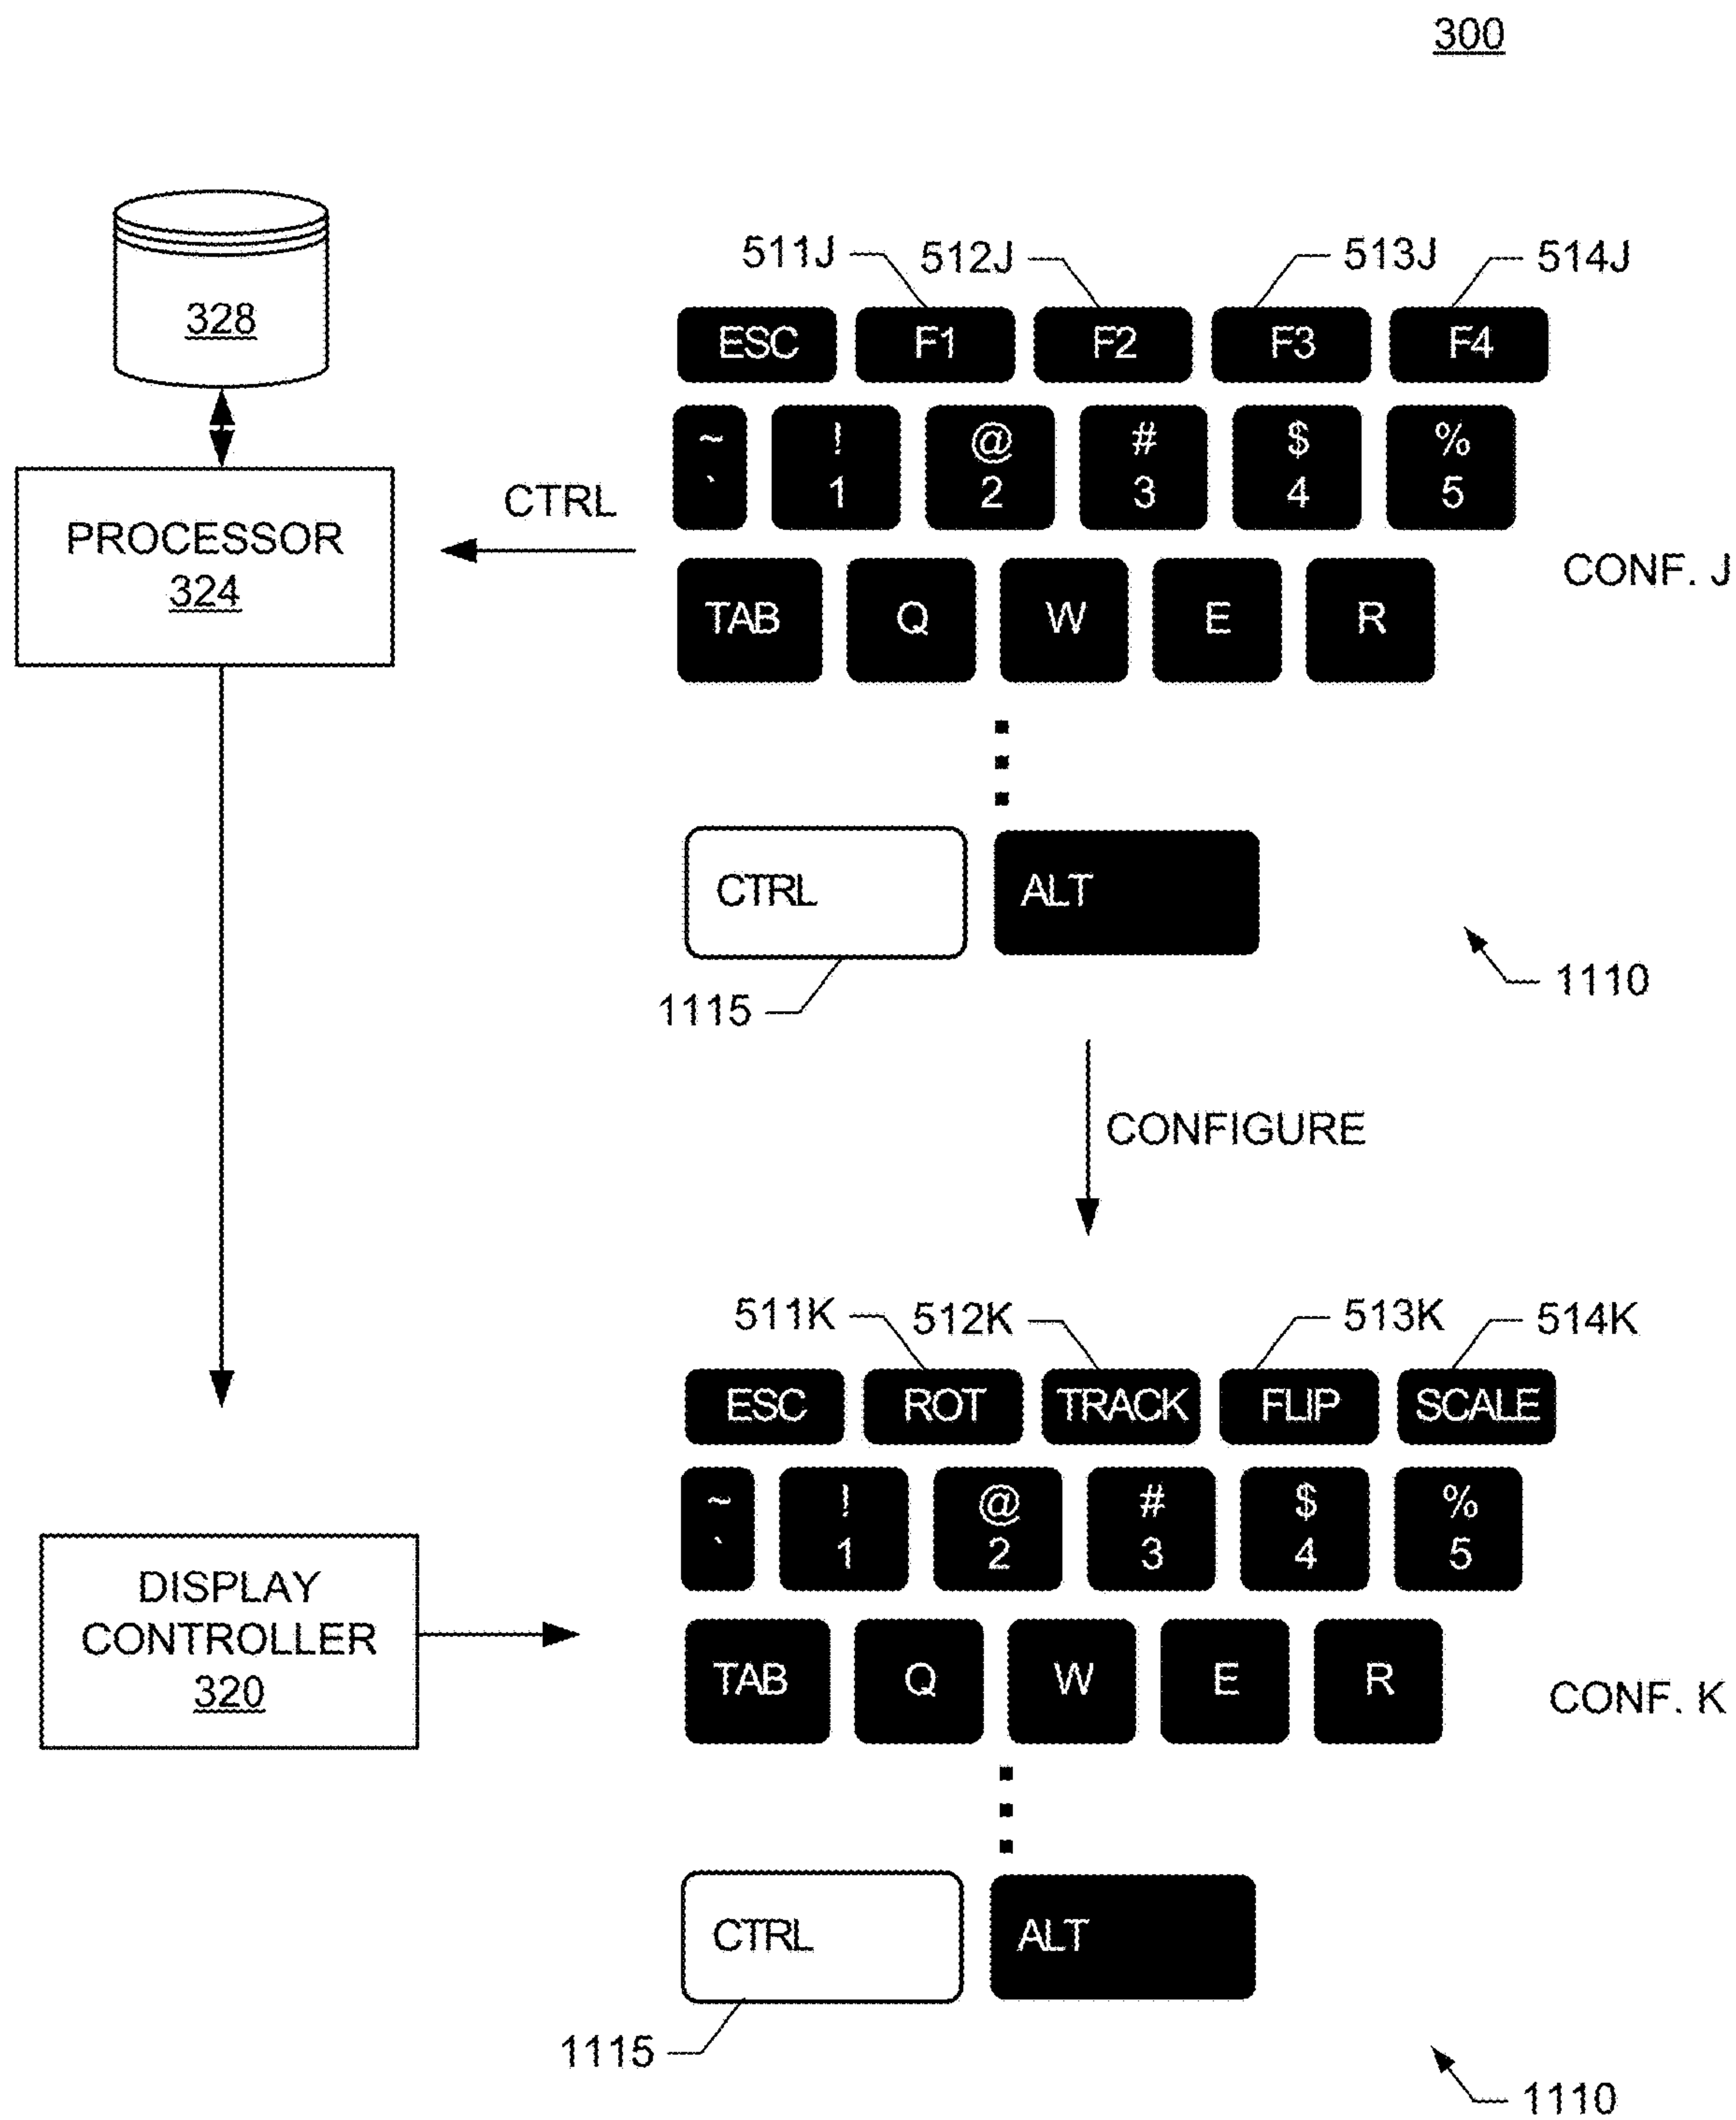 300
328
PROCESSOR
324
CTRL
511J 512J 513J 514J
ESC F1 F2 F3 F4
~ ! @ # $ %
` 1 2 3 4 5
TAB Q W E R
CONF. J
CTRL ALT
1115
1110
CONFIGURE
511K 512K 513K 514K
ESC ROT TRACK FLIP SCALE
~ ! @ # $ %
` 1 2 3 4 5
TAB Q W E R
CONF. K
DISPLAY
CONTROLLER
320
CTRL ALT
1115
1110